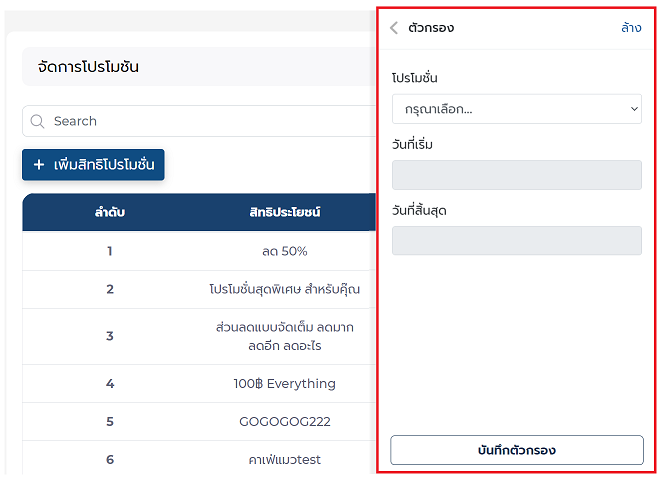 จัดการโปรโมชัน
Search
+ เพิ่มสิทธิโปรโมชั่น
ลำดับ สิทธิประโยชน์
1 ลด 50%
2 โปรโมชั่นสุดพิเศษ สำหรับคุ๊ณ
3 ส่วนลดแบบจัดเต็ม ลดมาก
ลดอีก ลดอะไร
4 100฿ Everything
5 GOGOGOG222
6 คาเฟ่แมวtest
ตัวกรอง ล้าง
โปรโมชั่น
กรุณาเลือก...
วันที่เริ่ม
วันที่สิ้นสุด
บันทึกตัวกรอง